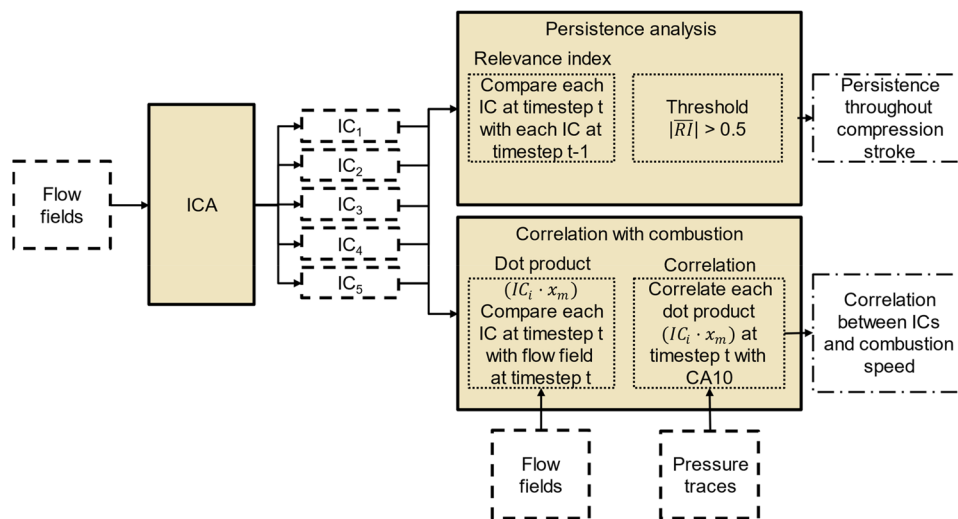 Flow
fields
ICA
IC₁
IC₂
IC₃
IC₄
IC₅
Persistence analysis
Relevance index
Compare each
IC at timestep t
with each IC at
timestep t-1
Threshold
|R̅I̅| > 0.5
Persistence
throughout
compression
stroke
Correlation with combustion
Dot product
(ICᵢ · xₘ)
Compare each
IC at timestep t
with flow field
at timestep t
Correlation
Correlate each
dot product
(ICᵢ · xₘ) at
timestep t with
CA10
Correlation
between ICs
and combustion
speed
Flow
fields
Pressure
traces